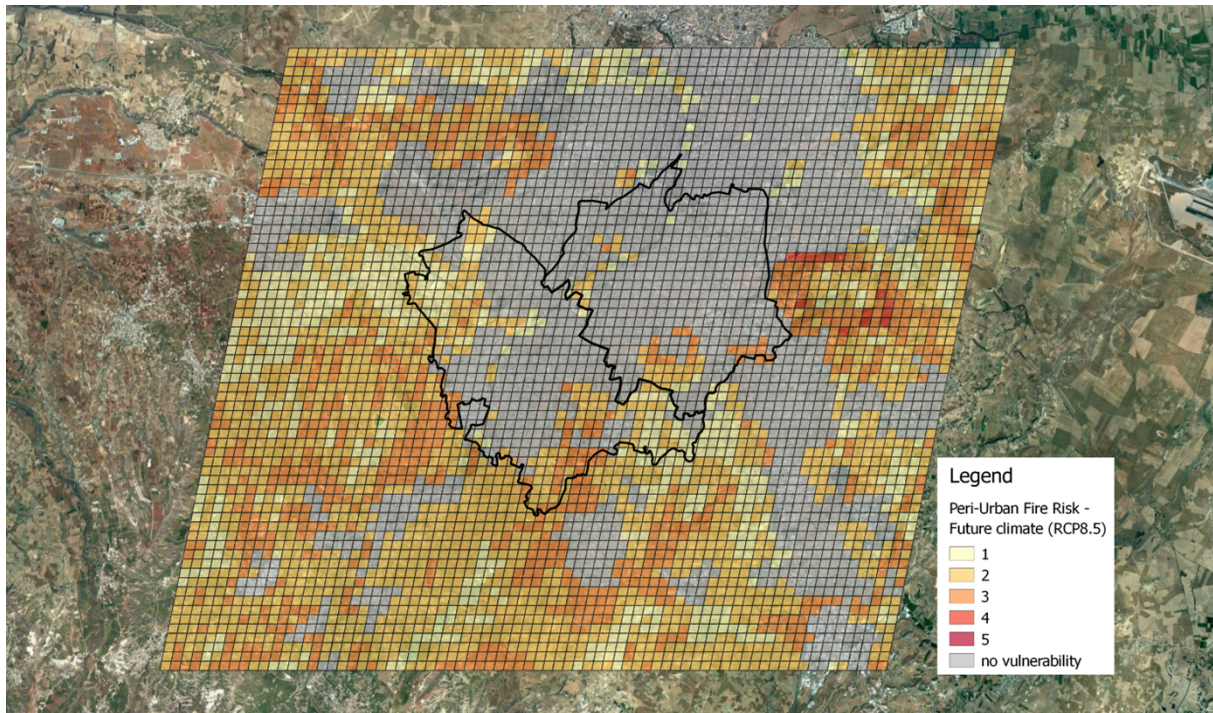 Legend
Peri-Urban Fire Risk -
Future climate (RCP8.5)
1
2
3
4
5
no vulnerability